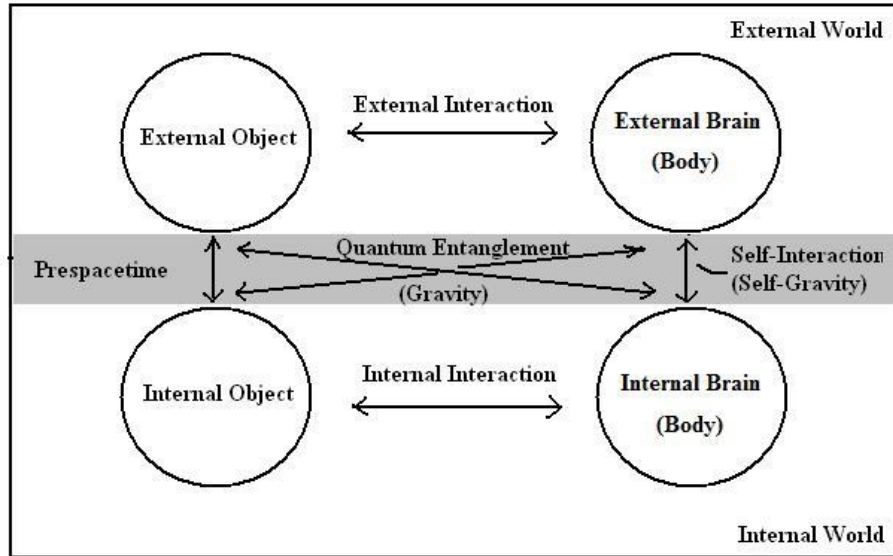 External World
External Interaction
External Object
External Brain
(Body)
Quantum Entanglement
Prespacetime
Self-Interaction
(Self-Gravity)
(Gravity)
Internal Interaction
Internal Object
Internal Brain
(Body)
Internal World